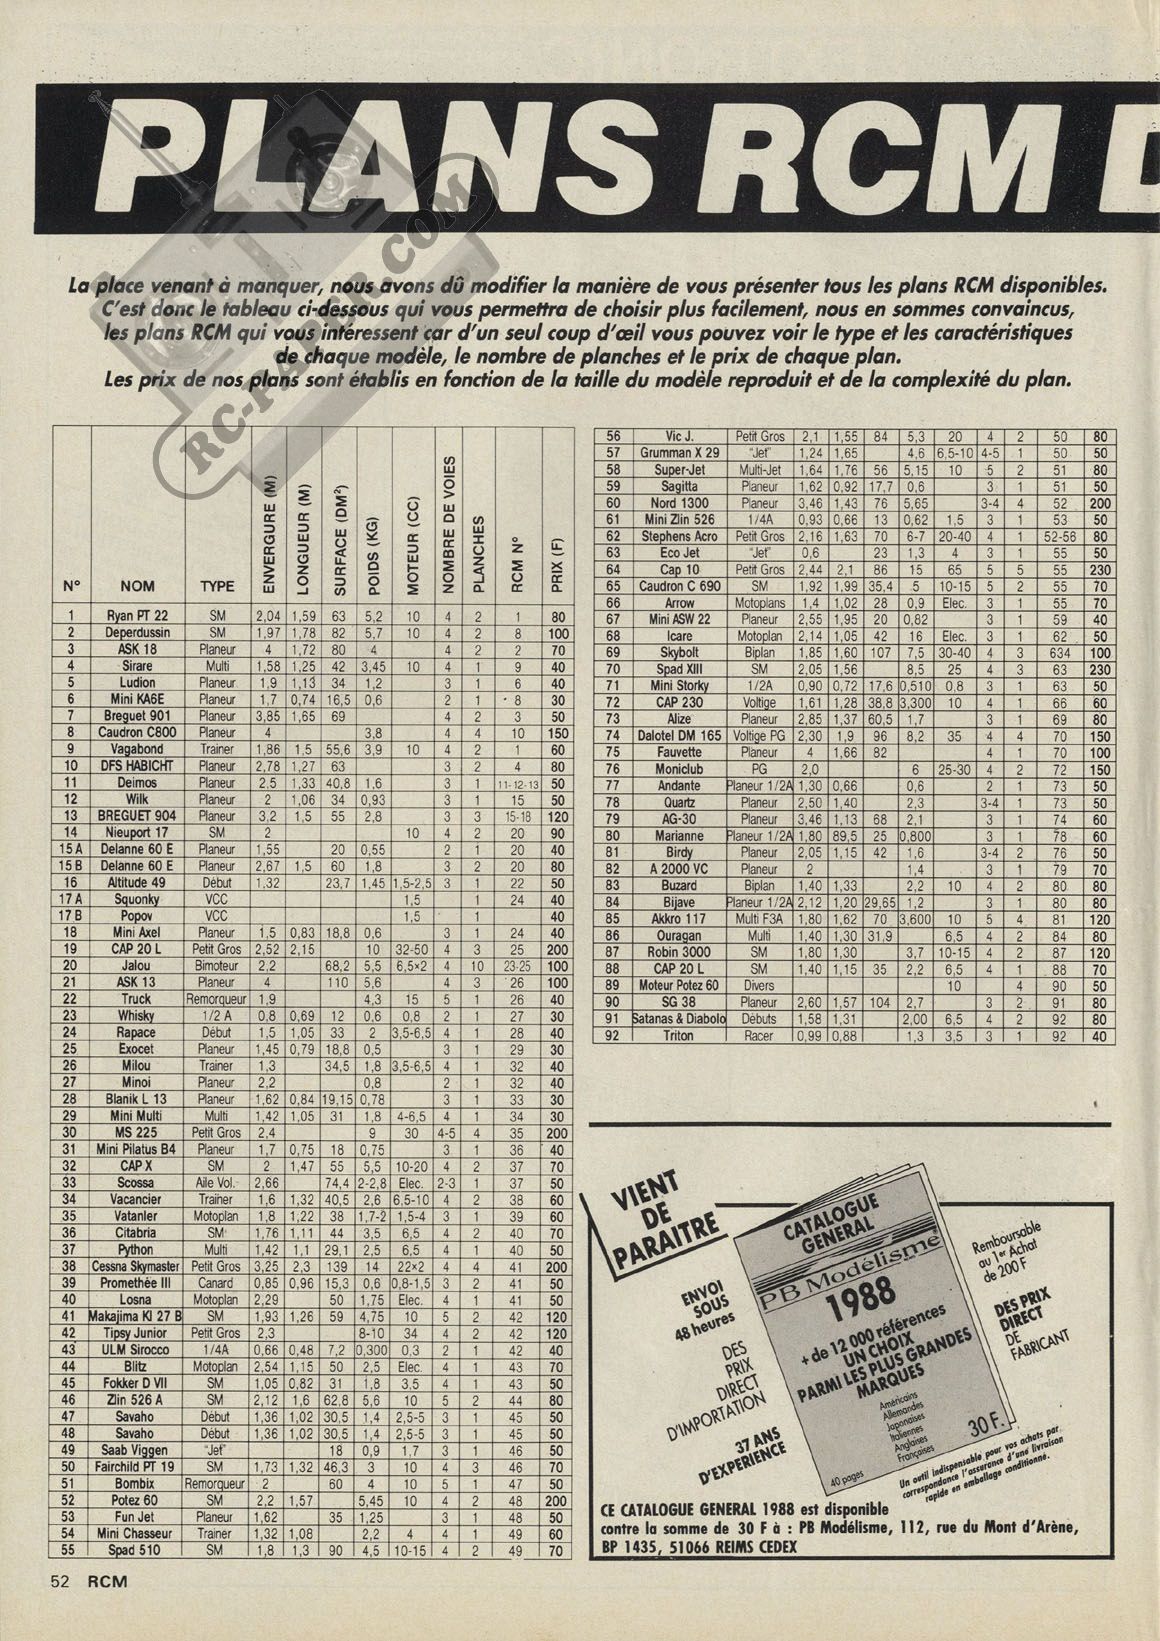 PLANS RCM D
RC-PAPER.COM
La place venant à manquer, nous avons dû modifier la manière de vous présenter tous les plans RCM disponibles.
C'est donc le tableau ci-dessous qui vous permettra de choisir plus facilement, nous en sommes convaincus,
les plans RCM qui vous intéressent car d'un seul coup d'œil vous pouvez voir le type et les caractéristiques
de chaque modèle, le nombre de planches et le prix de chaque plan.
Les prix de nos plans sont établis en fonction de la taille du modèle reproduit et de la complexité du plan.
N° NOM TYPE ENVERGURE (M) LONGUEUR (M) SURFACE (DM²) POIDS (KG) MOTEUR (CC) NOMBRE DE VOIES PLANCHES RCM N° PRIX (F)
1 Ryan PT 22 SM 2,04 1,59 63 5,2 10 4 2 1 80
2 Deperdussin SM 1,97 1,78 82 5,7 10 4 2 8 100
3 ASK 18 Planeur 4 1,72 80 4 4 2 2 70
4 Sirare Multi 1,58 1,25 42 3,45 10 4 1 9 40
5 Ludion Planeur 1,9 1,13 34 1,2 3 1 6 40
6 Mini KA6E Planeur 1,7 0,74 16,5 0,6 2 1 8 30
7 Breguet 901 Planeur 3,85 1,65 69 4 2 3 50
8 Caudron C800 Planeur 4 3,8 4 4 10 150
9 Vagabond Trainer 1,86 1,5 55,6 3,9 10 4 2 1 60
10 DFS HABICHT Planeur 2,78 1,27 63 3 2 4 80
11 Deimos Planeur 2,5 1,33 40,8 1,6 3 1 11-12-13 50
12 Wilk Planeur 2 1,06 34 0,93 3 1 15 50
13 BREGUET 904 Planeur 3,2 1,5 55 2,8 3 3 15-18 120
14 Nieuport 17 SM 2 10 4 2 20 90
15 A Delanne 60 E Planeur 1,55 20 0,55 2 1 20 40
15 B Delanne 60 E Planeur 2,67 1,5 60 1,8 3 2 20 80
16 Altitude 49 Début 1,32 23,7 1,45 1,5-2,5 3 1 22 50
17 A Squonky VCC 1,5 1 24 40
17 B Popov VCC 1,5 1 40
18 Mini Axel Planeur 1,5 0,83 18,8 0,6 3 1 24 40
19 CAP 20 L Petit Gros 2,52 2,15 10 32-50 4 3 25 200
20 Jalou Bimoteur 2,2 68,2 5,5 6,5×2 4 10 23-25 100
21 ASK 13 Planeur 4 110 5,6 4 3 26 100
22 Truck Remorqueur 1,9 4,3 15 5 1 26 40
23 Whisky 1/2 A 0,8 0,69 12 0,6 0,8 2 1 27 30
24 Rapace Début 1,5 1,05 33 2 3,5-6,5 4 1 28 40
25 Exocet Planeur 1,45 0,79 18,8 0,5 3 1 29 30
26 Milou Trainer 1,3 34,5 1,8 3,5-6,5 4 1 32 40
27 Minoi Planeur 2,2 0,8 2 1 32 40
28 Blanik L 13 Planeur 1,62 0,84 19,15 0,78 3 1 33 30
29 Mini Multi Multi 1,42 1,05 31 1,8 4-6,5 4 1 34 30
30 MS 225 Petit Gros 2,4 9 30 4-5 4 35 200
31 Mini Pilatus B4 Planeur 1,7 0,75 18 0,75 3 1 36 40
32 CAP X SM 2 1,47 55 5,5 10-20 4 2 37 70
33 Scossa Aile Vol. 2,66 74,4 2-2,8 Elec. 2-3 1 37 50
34 Vacancier Trainer 1,6 1,32 40,5 2,6 6,5-10 4 2 38 60
35 Vatanler Motoplan 1,8 1,22 38 1,7-2 1,5-4 3 1 39 60
36 Citabria SM 1,76 1,11 44 3,5 6,5 4 2 40 70
37 Python Multi 1,42 1,1 29,1 2,5 6,5 4 1 40 50
38 Cessna Skymaster Petit Gros 3,25 2,3 139 14 22×2 4 4 41 200
39 Promethée III Canard 0,85 0,96 15,3 0,6 0,8-1,5 3 2 41 50
40 Losna Motoplan 2,29 50 1,75 Elec. 4 1 41 50
41 Makajima KI 27 B SM 1,93 1,26 59 4,75 10 5 2 42 120
42 Tipsy Junior Petit Gros 2,3 8-10 34 4 2 42 120
43 ULM Sirocco 1/4A 0,66 0,48 7,2 0,300 0,3 2 1 42 40
44 Blitz Motoplan 2,54 1,15 50 2,5 Elec. 4 1 43 70
45 Fokker D VII SM 1,05 0,82 31 1,8 3.5 4 1 43 50
46 Zlin 526 A SM 2,12 1,6 62,8 5,6 10 5 2 44 80
47 Savaho Début 1,36 1,02 30,5 1,4 2,5-5 3 1 45 50
48 Savaho Début 1,36 1,02 30,5 1,4 2,5-5 3 1 45 50
49 Saab Viggen "Jet" 18 0,9 1,7 3 1 46 50
50 Fairchild PT 19 SM 1,73 1,32 46,3 3 10 4 3 46 70
51 Bombix Remorqueur 2 60 4 10 5 1 47 50
52 Potez 60 SM 2,2 1,57 5,45 10 4 2 48 200
53 Fun Jet Planeur 1,62 35 1,25 3 1 48 50
54 Mini Chasseur Trainer 1,32 1,08 2,2 4 4 1 49 60
55 Spad 510 SM 1,8 1,3 90 4,5 10-15 4 2 49 70
56 Vic J. Petit Gros 2,1 1,55 84 5,3 20 4 2 50 80
57 Grumman X 29 "Jet" 1,24 1,65 4,6 6,5-10 4-5 1 50 50
58 Super-Jet Multi-Jet 1,64 1,76 56 5,15 10 5 2 51 80
59 Sagitta Planeur 1,62 0,92 17,7 0,6 3 1 51 50
60 Nord 1300 Planeur 3,46 1,43 76 5,65 3-4 4 52 200
61 Mini Zlin 526 1/4A 0,93 0,66 13 0,62 1,5 3 1 53 50
62 Stephens Acro Petit Gros 2,16 1,63 70 6-7 20-40 4 1 52-56 80
63 Eco Jet "Jet" 0,6 23 1,3 4 3 1 55 50
64 Cap 10 Petit Gros 2,44 2,1 86 15 65 5 5 55 230
65 Caudron C 690 SM 1,92 1,99 35,4 5 10-15 5 2 55 70
66 Arrow Motoplans 1,4 1,02 28 0,9 Elec. 3 1 55 70
67 Mini ASW 22 Planeur 2,55 1,95 20 0,82 3 1 59 40
68 Icare Motoplan 2,14 1,05 42 16 Elec. 3 1 62 50
69 Skybolt Biplan 1,85 1,60 107 7,5 30-40 4 3 634 100
70 Spad XIII SM 2,05 1,56 8,5 25 4 3 63 230
71 Mini Storky 1/2A 0,90 0,72 17,6 0,510 0,8 3 1 63 50
72 CAP 230 Voltige 1,61 1,28 38,8 3,300 10 4 1 66 60
73 Alize Planeur 2,85 1,37 60,5 1,7 3 1 69 80
74 Dalotel DM 165 Voltige PG 2,30 1,9 96 8,2 35 4 4 70 150
75 Fauvette Planeur 4 1,66 82 4 1 70 100
76 Moniclub PG 2,0 6 25-30 4 2 72 150
77 Andante Planeur 1/2A 1,30 0,66 0,6 2 1 73 50
78 Quartz Planeur 2,50 1,40 2,3 3-4 1 73 50
79 AG-30 Planeur 3,46 1,13 68 2,1 3 1 74 60
80 Marianne Planeur 1/2A 1,80 89,5 25 0,800 3 1 78 60
81 Birdy Planeur 2,05 1,15 42 1,6 3-4 2 76 50
82 A 2000 VC Planeur 2 1,4 3 1 79 70
83 Buzard Biplan 1,40 1,33 2,2 10 4 2 80 80
84 Bijave Planeur 1/2A 2,12 1,20 29,65 1,2 3 1 80 80
85 Akkro 117 Multi F3A 1,80 1,62 70 3,600 10 5 4 81 120
86 Ouragan Multi 1,40 1,30 31,9 6,5 4 2 84 80
87 Robin 3000 SM 1,80 1,30 3,7 10-15 4 2 87 120
88 CAP 20 L SM 1,40 1,15 35 2,2 6,5 4 1 88 70
89 Moteur Potez 60 Divers 10 4 90 50
90 SG 38 Planeur 2,60 1,57 104 2,7 3 2 91 80
91 Satanas & Diabolo Débuts 1,58 1,31 2,00 6,5 4 2 92 80
92 Triton Racer 0,99 0,88 1,3 3,5 3 1 92 40
VIENT
DE
PARAITRE
ENVOI
SOUS
48 heures
DES
PRIX
DIRECT
D'IMPORTATION
37 ANS
D'EXPERIENCE
CATALOGUE
GENERAL
PB Modélisme
1988
+ de 12 000 références
UN CHOIX
PARMI LES PLUS GRANDES
MARQUES
Américains
Allemandes
Japonaises
Italiennes
Anglaises
Françaises
40 pages
30 F.
Remboursable
au 1er Achat
de 200 F
DES PRIX
DIRECT
DE
FABRICANT
Un outil indispensable pour vos achats par
correspondance l'assurance d'une livraison
rapide en emballage conditionné.
CE CATALOGUE GENERAL 1988 est disponible
contre la somme de 30 F à : PB Modélisme, 112, rue du Mont d'Arène,
BP 1435, 51066 REIMS CEDEX
52 RCM